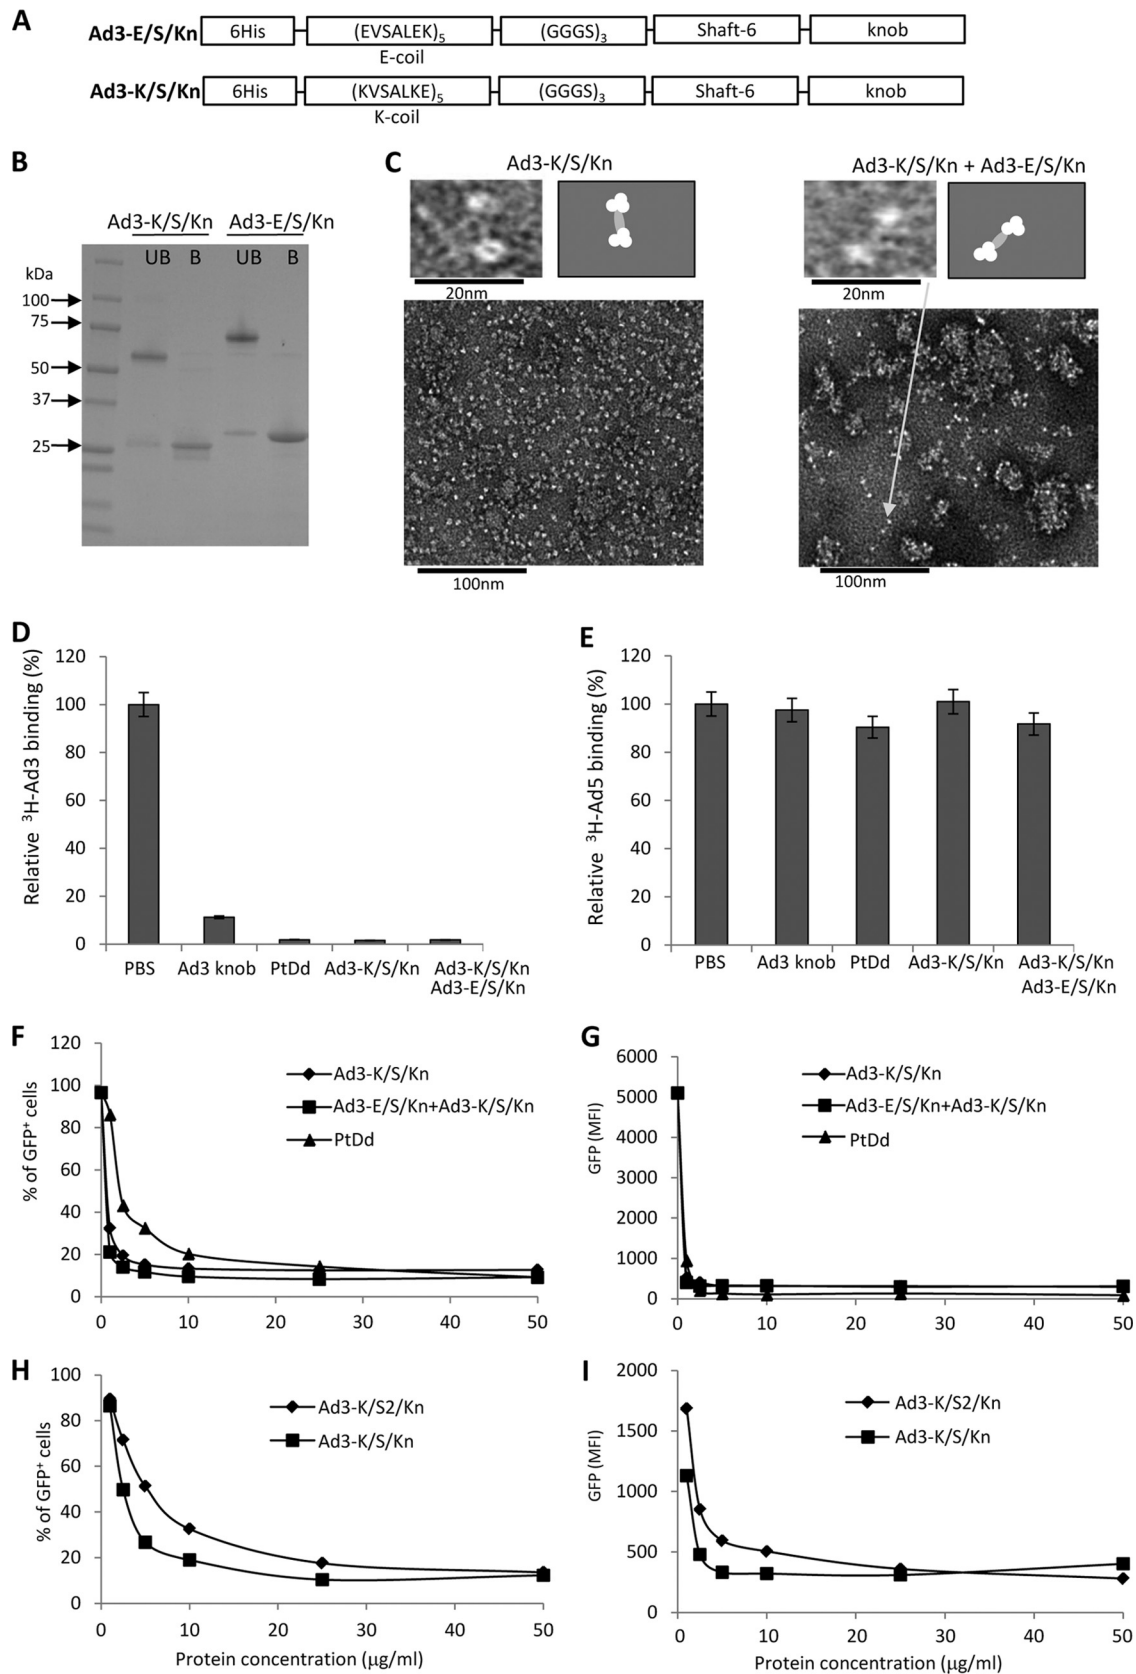 A
Ad3-E/S/Kn 6His (EVSALEK)5 (GGGS)3 Shaft-6 knob
E-coil
Ad3-K/S/Kn 6His (KVSALKE)5 (GGGS)3 Shaft-6 knob
K-coil
B
Ad3-K/S/Kn Ad3-E/S/Kn
UB B UB B
kDa
100
75
50
37
25
C
Ad3-K/S/Kn
20nm
100nm
Ad3-K/S/Kn + Ad3-E/S/Kn
20nm
100nm
D
Relative ³H-Ad3 binding (%)
120
100
80
60
40
20
0
PBS Ad3 knob PtDd Ad3-K/S/Kn Ad3-K/S/Kn
Ad3-E/S/Kn
E
Relative ³H-Ad5 binding (%)
120
100
80
60
40
20
0
PBS Ad3 knob PtDd Ad3-K/S/Kn Ad3-K/S/Kn
Ad3-E/S/Kn
F
% of GFP⁺ cells
120
100
80
60
40
20
0
0 10 20 30 40 50
Ad3-K/S/Kn
Ad3-E/S/Kn+Ad3-K/S/Kn
PtDd
G
GFP (MFI)
6000
5000
4000
3000
2000
1000
0
0 10 20 30 40 50
Ad3-K/S/Kn
Ad3-E/S/Kn+Ad3-K/S/Kn
PtDd
H
% of GFP⁺ cells
100
80
60
40
20
0
0 10 20 30 40 50
Ad3-K/S2/Kn
Ad3-K/S/Kn
Protein concentration (µg/ml)
I
GFP (MFI)
2000
1500
1000
500
0
0 10 20 30 40 50
Ad3-K/S2/Kn
Ad3-K/S/Kn
Protein concentration (µg/ml)